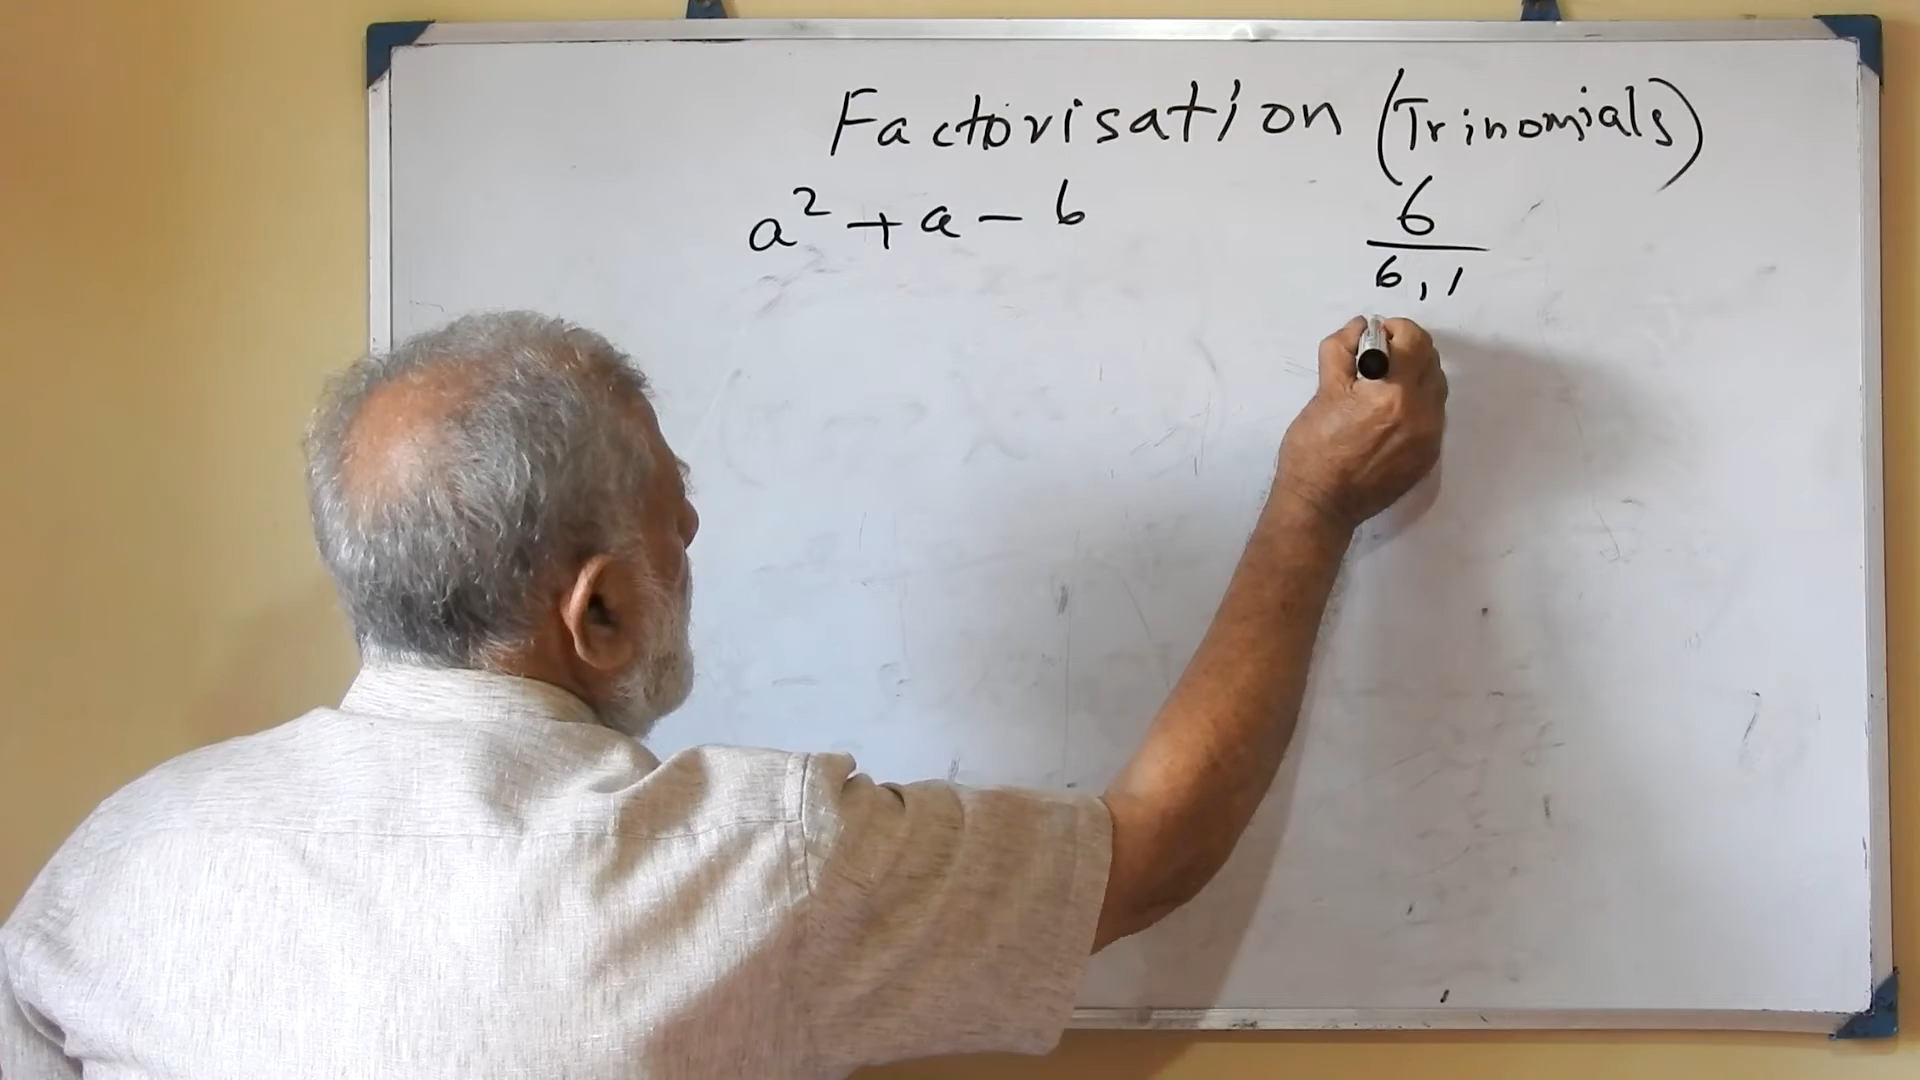 Factorisation (Trinomials)
a² + a - 6
6
6, 1